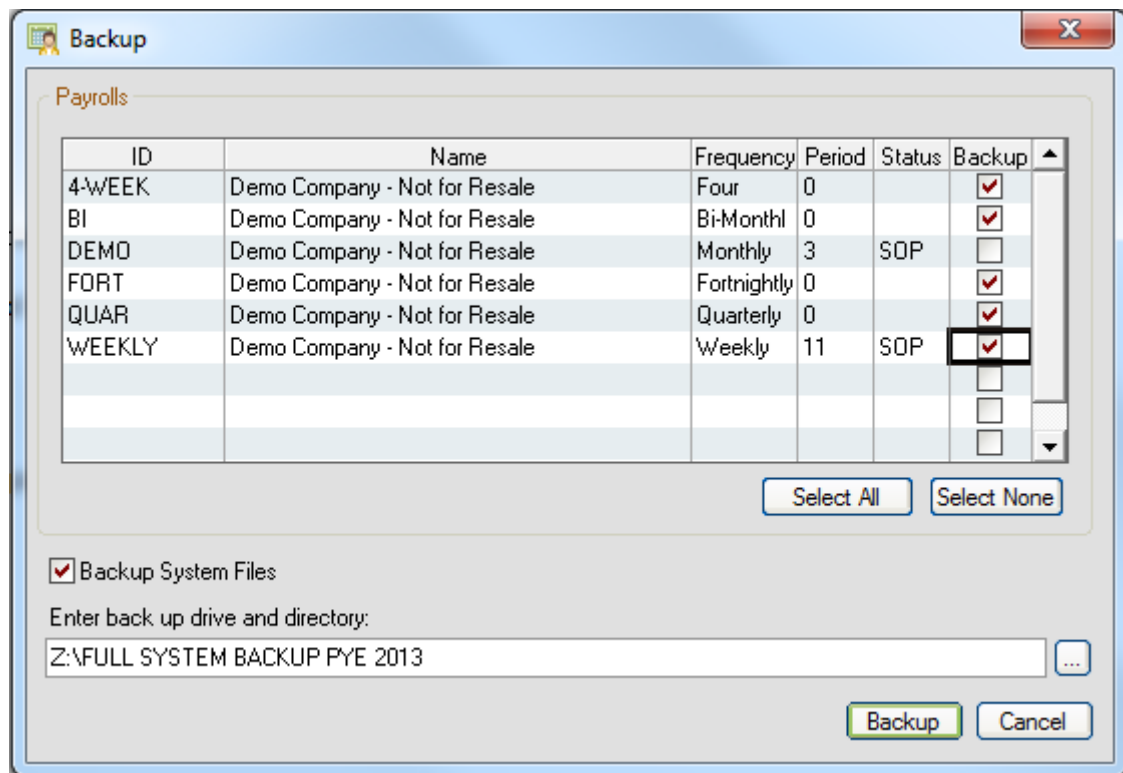 Backup
Payrolls
ID Name Frequency Period Status Backup
4-WEEK Demo Company - Not for Resale Four 0
BI Demo Company - Not for Resale Bi-Monthl 0
DEMO Demo Company - Not for Resale Monthly 3 SOP
FORT Demo Company - Not for Resale Fortnightly 0
QUAR Demo Company - Not for Resale Quarterly 0
WEEKLY Demo Company - Not for Resale Weekly 11 SOP
Select All Select None
Backup System Files
Enter back up drive and directory:
Z:\FULL SYSTEM BACKUP PYE 2013 ...
Backup Cancel